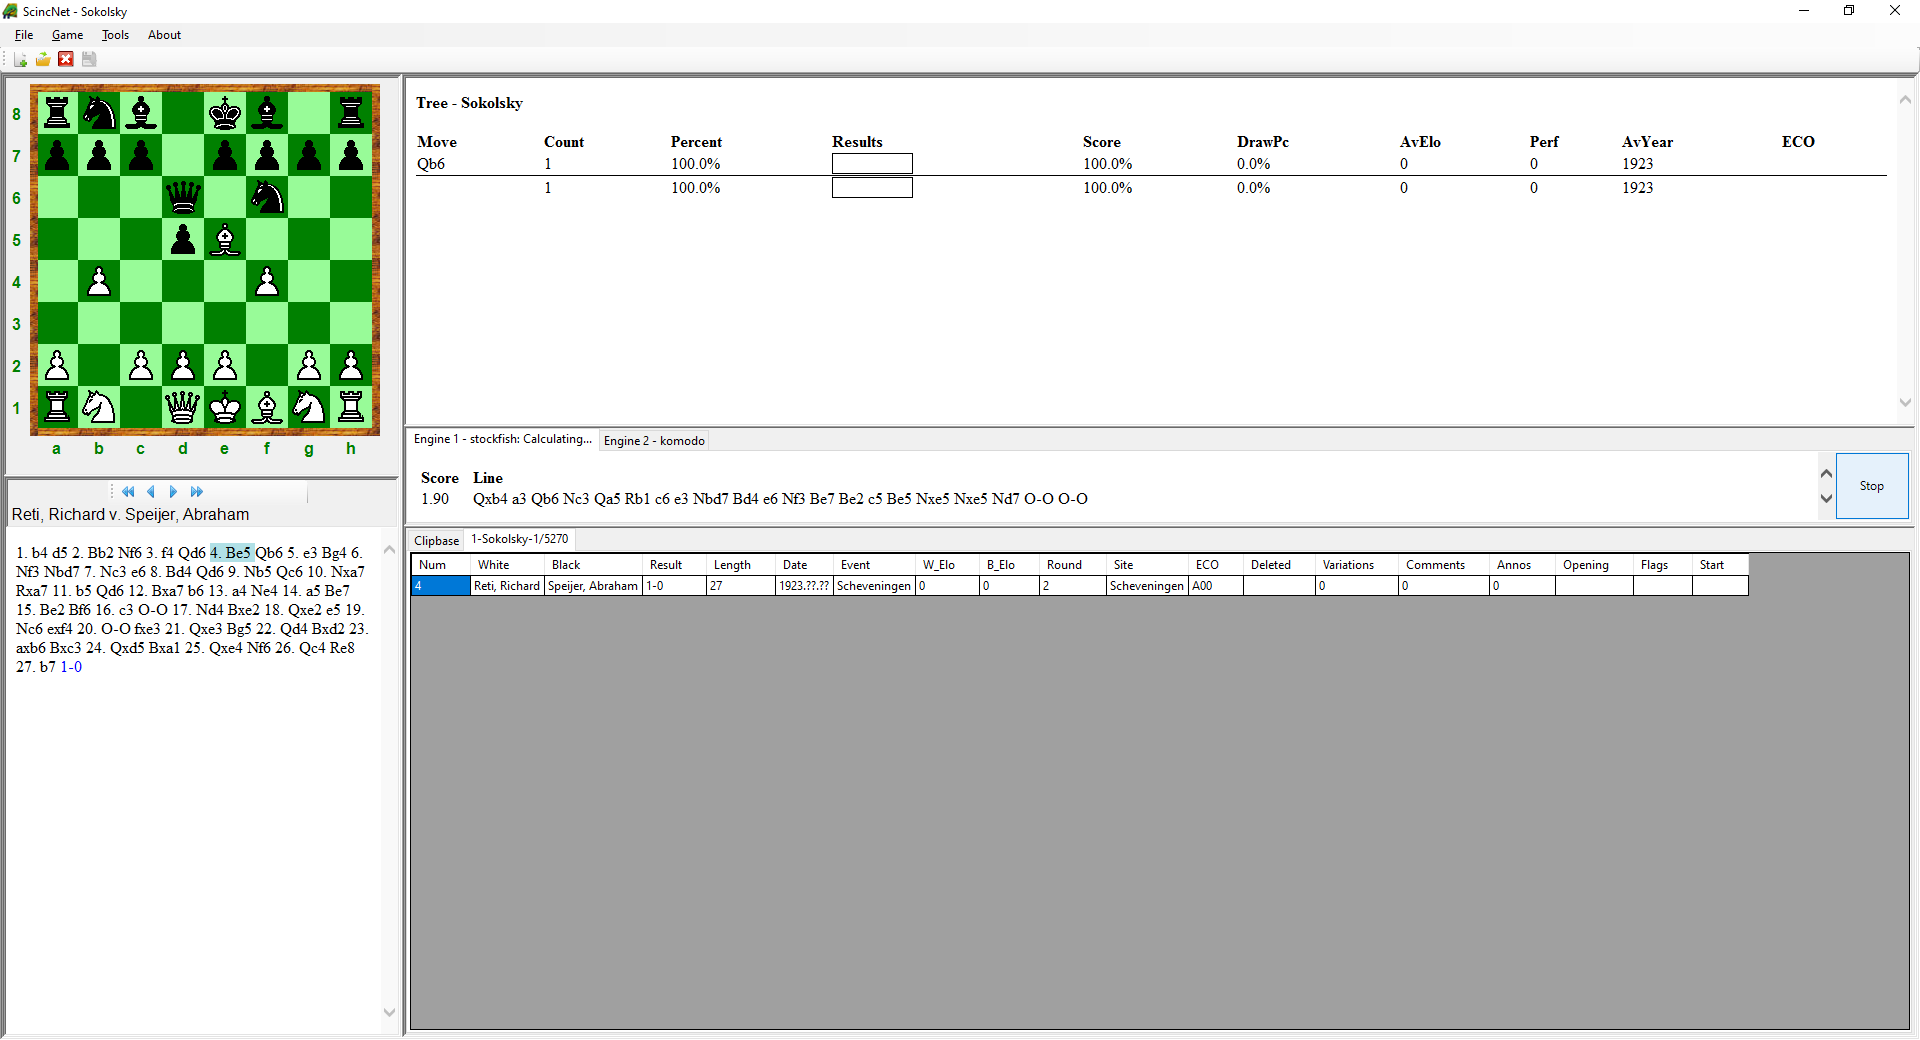 ScincNet - Sokolsky
File Game Tools About
8
7
6
5
4
3
2
1
a b c d e f g h
Reti, Richard v. Speijer, Abraham
1. b4 d5 2. Bb2 Nf6 3. f4 Qd6 4. Be5 Qb6 5. e3 Bg4 6.
Nf3 Nbd7 7. Nc3 e6 8. Bd4 Qd6 9. Nb5 Qc6 10. Nxa7
Rxa7 11. b5 Qd6 12. Bxa7 b6 13. a4 Ne4 14. a5 Be7
15. Be2 Bf6 16. c3 O-O 17. Nd4 Bxe2 18. Qxe2 e5 19.
Nc6 exf4 20. O-O fxe3 21. Qxe3 Bg5 22. Qd4 Bxd2 23.
axb6 Bxc3 24. Qxd5 Bxa1 25. Qxe4 Nf6 26. Qc4 Re8
27. b7 1-0
Tree - Sokolsky
Move Count Percent Results Score DrawPc AvElo Perf AvYear ECO
Qb6 1 100.0% 100.0% 0.0% 0 0 1923
1 100.0% 100.0% 0.0% 0 0 1923
Engine 1 - stockfish: Calculating... Engine 2 - komodo
Score Line
1.90 Qxb4 a3 Qb6 Nc3 Qa5 Rb1 c6 e3 Nbd7 Bd4 e6 Nf3 Be7 Be2 c5 Be5 Nxe5 Nxe5 Nd7 O-O O-O
Stop
Clipbase 1-Sokolsky-1/5270
Num White Black Result Length Date Event W_Elo B_Elo Round Site ECO Deleted Variations Comments Annos Opening Flags Start
4 Reti, Richard Speijer, Abraham 1-0 27 1923.??.?? Scheveningen 0 0 2 Scheveningen A00 0 0 0